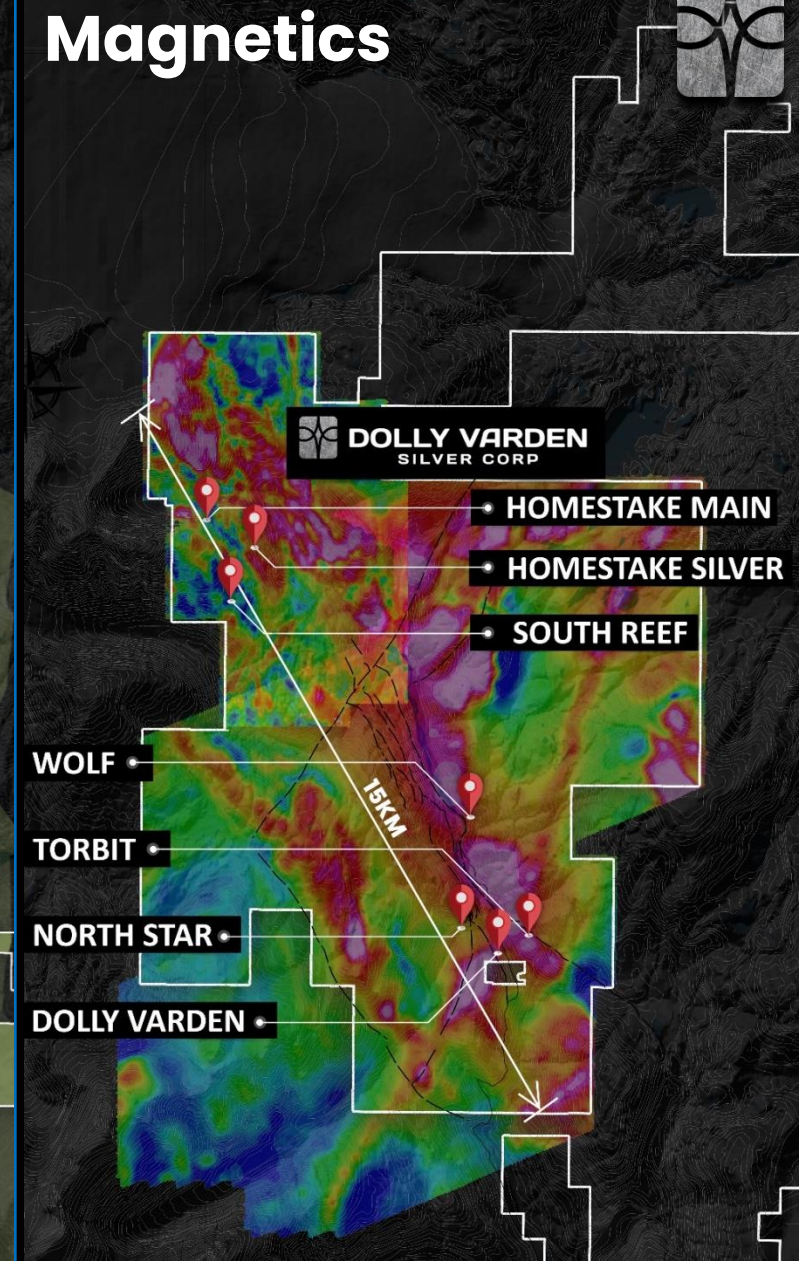 Magnetics
DOLLY VARDEN
SILVER CORP
HOMESTAKE MAIN
HOMESTAKE SILVER
SOUTH REEF
WOLF
15KM
TORBIT
NORTH STAR
DOLLY VARDEN